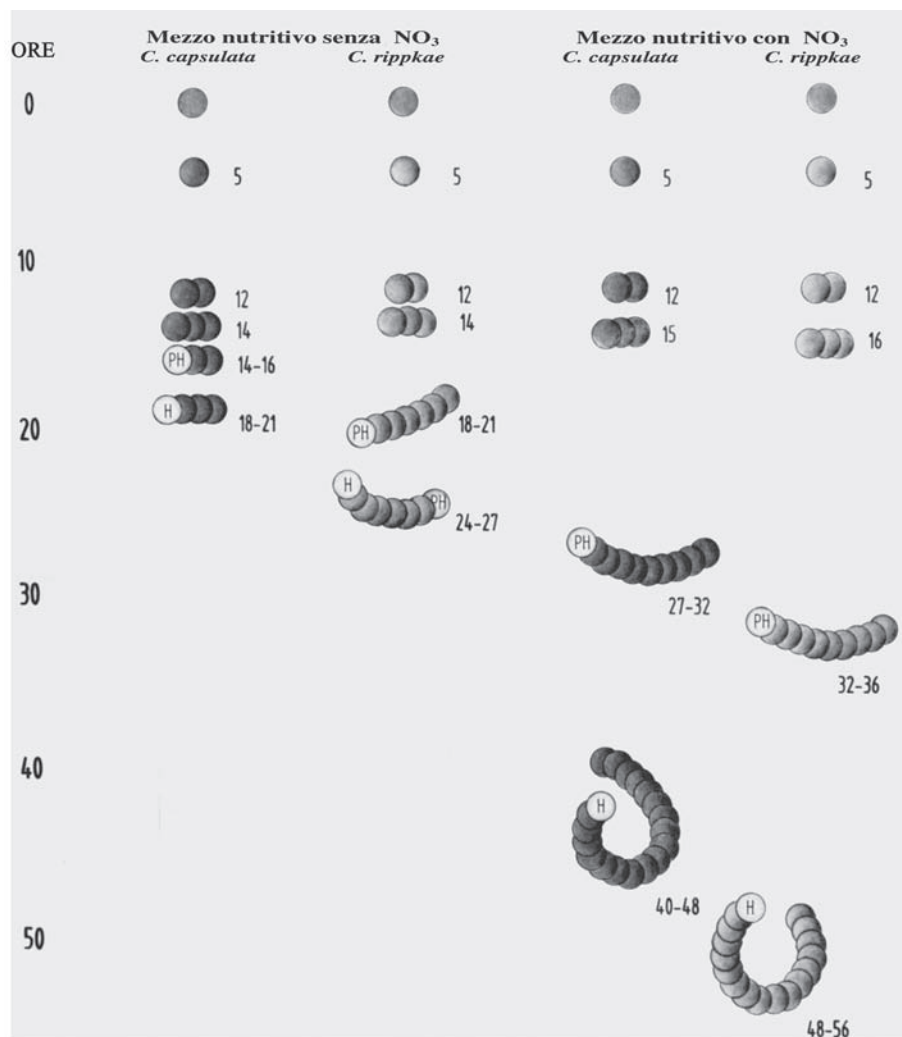 ORE
Mezzo nutritivo senza NO3 Mezzo nutritivo con NO3
C. capsulata C. rippkae C. capsulata C. rippkae
0
5 5 5 5
10
12 12 12 12
14 14 15 16
PH 14-16
H 18-21 PH 18-21
20
H PH 24-27
PH 27-32
30
PH 32-36
40
H 40-48
50
H 48-56